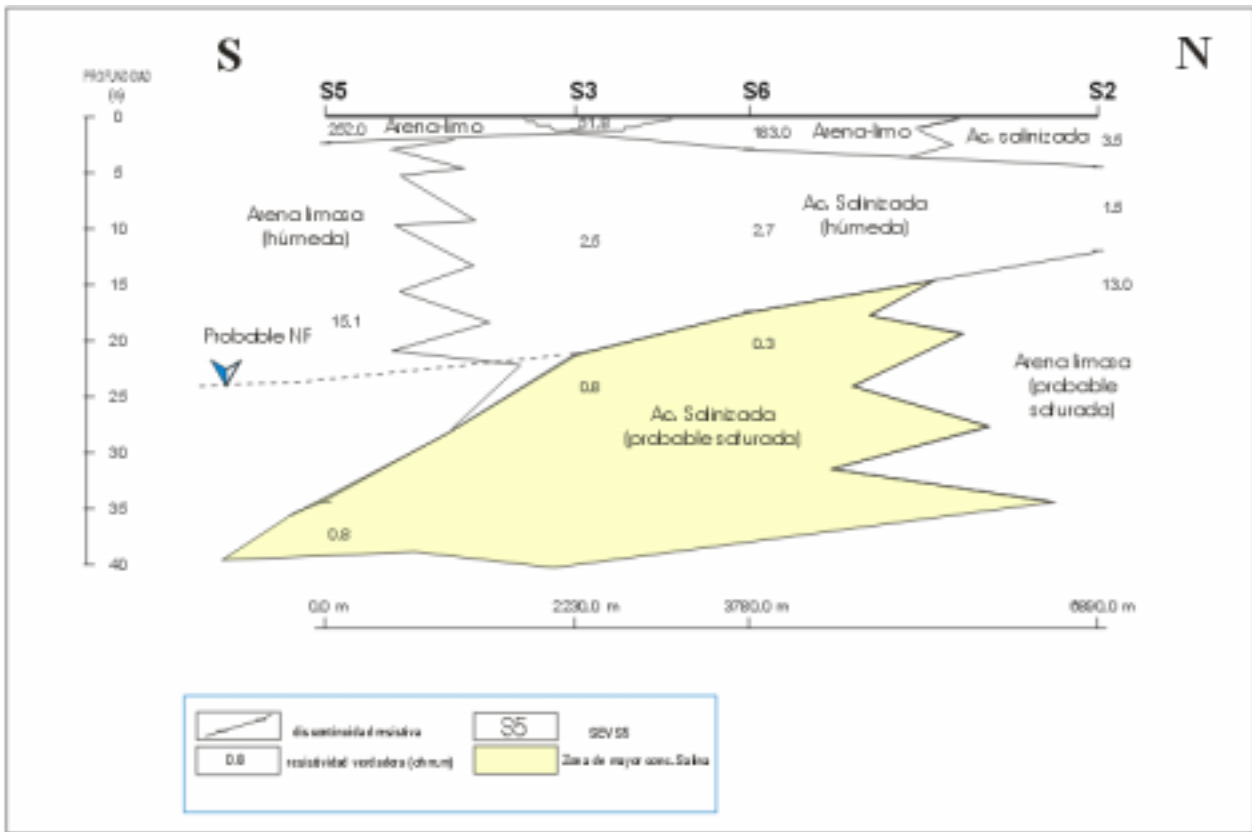 S
N
PROFUNDIDAD
(m)
S5
S3
S6
S2
0
5
10
15
20
25
30
35
40
252.0
Arena-limo
51.8
183.0
Arena-limo
Ac. salinizada
3.5
Arena limosa
(húmeda)
2.5
Ac. Salinizada
(húmeda)
2.7
1.5
13.0
15.1
Probable NF
0.3
0.8
Ac. Salinizada
(probable saturada)
Arena limosa
(probable
saturada)
0.8
0.0 m
2230.0 m
3780.0 m
6890.0 m
discontinuidad resistiva
S5
SEV S5
0.8
resistividad verdadera (ohm.m)
Zona de mayor conc. Salina